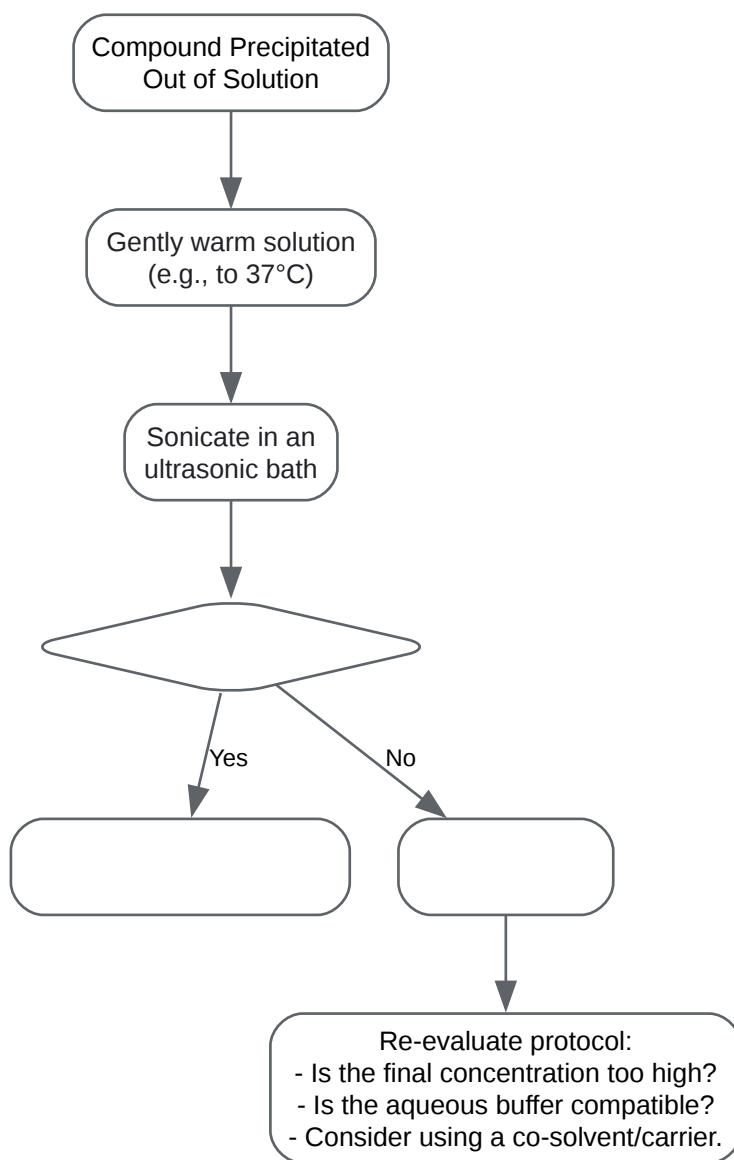 Compound Precipitated
Out of Solution
Gently warm solution
(e.g., to 37°C)
Sonicate in an
ultrasonic bath
Yes
No
Re-evaluate protocol:
- Is the final concentration too high?
- Is the aqueous buffer compatible?
- Consider using a co-solvent/carrier.